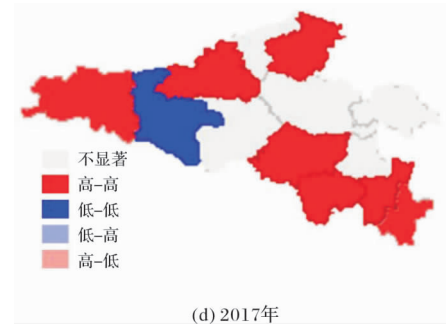 不显著
高–高
低–低
低–高
高–低
(d) 2017年